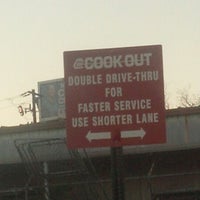 COOK OUT
DOUBLE DRIVE-THRU
FOR
FASTER SERVICE
USE SHORTER LANE